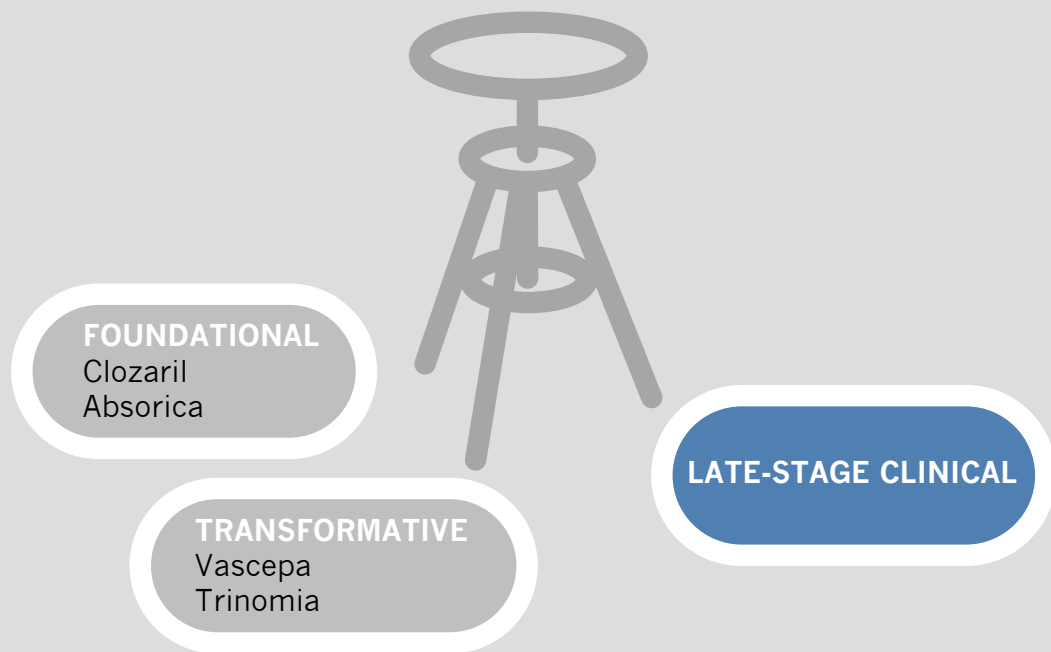 FOUNDATIONAL
Clozaril
Absorica
TRANSFORMATIVE
Vascepa
Trinomia
LATE-STAGE CLINICAL